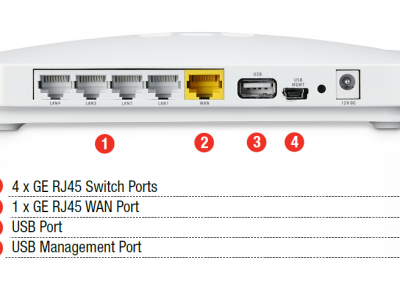 LAN4 LAN3 LAN2 LAN1 WAN USB USB MGMT 12V DC
1 2 3 4
4 x GE RJ45 Switch Ports
1 x GE RJ45 WAN Port
USB Port
USB Management Port